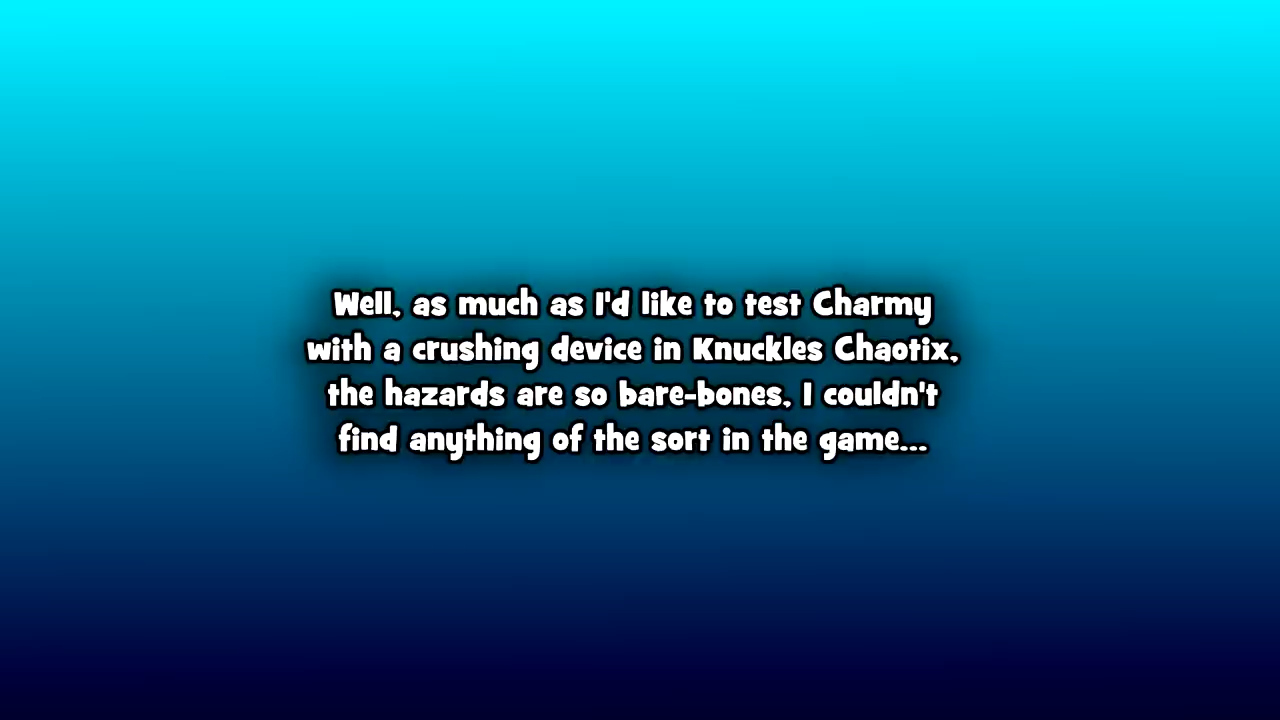 Well, as much as I'd like to test Charmy
with a crushing device in Knuckles Chaotix,
the hazards are so bare-bones, I couldn't
find anything of the sort in the game...